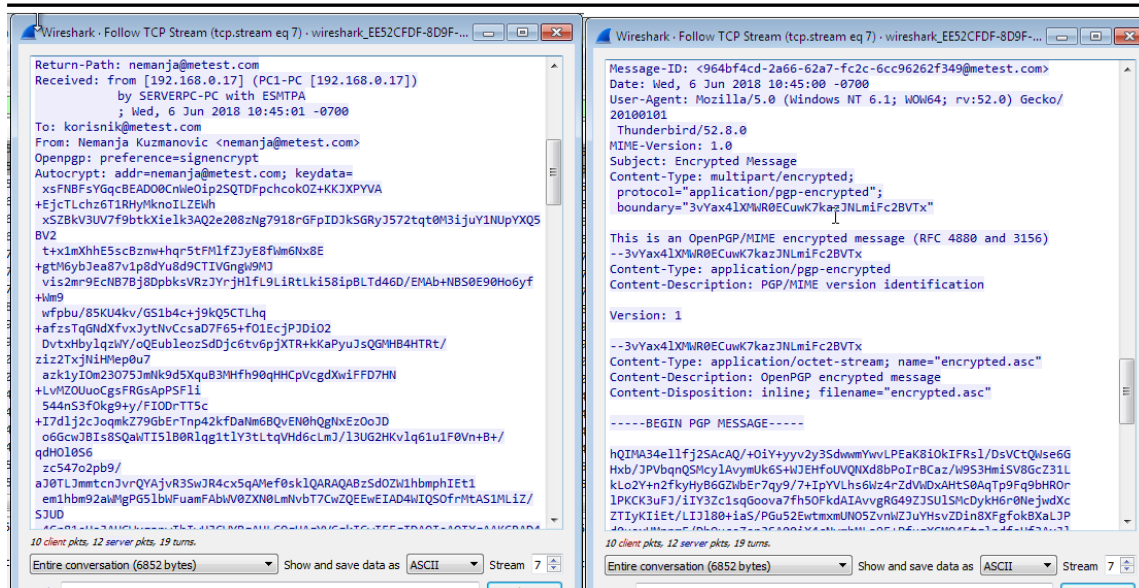 Wireshark · Follow TCP Stream (tcp.stream eq 7) · wireshark_EE52CFDF-8D9F-...
Return-Path: nemanja@metest.com
Received: from [192.168.0.17] (PC1-PC [192.168.0.17])
by SERVERPC-PC with ESMTPA
; Wed, 6 Jun 2018 10:45:01 -0700
To: korisnik@metest.com
From: Nemanja Kuzmanovic <nemanja@metest.com>
Openpgp: preference=signencrypt
Autocrypt: addr=nemanja@metest.com; keydata=
xsFNBFsYGqcBEADO0CnWeOip2SQTDFpchcokOZ+KKJXPYVA
+EjcTLchz6T1RHyMknoILZEWh
xSZBkV3UV7f9btkXielk3AQ2e208zNg7918rGFpIDJkSGRyJ572tqt0M3ijuY1NUpYXQ5
BV2
t+x1mXhhE5scBznw+hqr5tFMlfZJyE8fWm6Nx8E
+gtM6ybJea87v1p8dYu8d9CTIVGngW9MJ
vis2mr9EcNB7Bj8DpbksVRzJYrjHlfL9LiRtLki58ipBLTd46D/EMAb+NBS0E90Ho6yf
+Wm9
wfpbu/85KU4kv/GS1b4c+j9kQ5CTLhq
+afzsTqGNdXfvxJytNvCcsaD7F65+fO1EcjPJDiO2
DvtxHbylqzWY/oQEubleozSdDjc6tv6pjXTR+kKaPyuJsQGMHB4HTRt/
ziz2TxjNiHMep0u7
azk1yIOm23O75JmNk9d5XquB3MHfh90qHHCpVcgdXwiFFD7HN
+LvMZOUuoCgsFRGsApPSFli
544nS3fOkg9+y/FIODrTT5c
+I7dlj2cJoqmkZ79GbErTnp42kfDaNm6BQvEN0hQgNxEzOoJD
o6GcwJBIs8SQaWTI5lB0Rlqg1tlY3tLtqVHd6cLmJ/l3UG2HKvlq61u1F0Vn+B+/
qdHOl0S6
zc547o2pb9/
aJ0TLJmmtcnJvrQYAjvR3SwJR4cx5qAMef0sklQARAQABzSdOZW1hbmphIEt1
em1hbm92aWMgPG5lbWFuamFAbWV0ZXN0LmNvbT7CwZQEEwEIAD4WIQSOfrMtAS1MLiZ/
SJUD
10 client pkts, 12 server pkts, 19 turns.
Entire conversation (6852 bytes) Show and save data as ASCII Stream 7
Wireshark · Follow TCP Stream (tcp.stream eq 7) · wireshark_EE52CFDF-8D9F-...
Message-ID: <964bf4cd-2a66-62a7-fc2c-6cc96262f349@metest.com>
Date: Wed, 6 Jun 2018 10:45:00 -0700
User-Agent: Mozilla/5.0 (Windows NT 6.1; WOW64; rv:52.0) Gecko/
20100101
Thunderbird/52.8.0
MIME-Version: 1.0
Subject: Encrypted Message
Content-Type: multipart/encrypted;
protocol="application/pgp-encrypted";
boundary="3vYax4lXMWR0ECuwK7kazJNLmiFc2BVTx"
This is an OpenPGP/MIME encrypted message (RFC 4880 and 3156)
--3vYax4lXMWR0ECuwK7kazJNLmiFc2BVTx
Content-Type: application/pgp-encrypted
Content-Description: PGP/MIME version identification
Version: 1
--3vYax4lXMWR0ECuwK7kazJNLmiFc2BVTx
Content-Type: application/octet-stream; name="encrypted.asc"
Content-Description: OpenPGP encrypted message
Content-Disposition: inline; filename="encrypted.asc"
-----BEGIN PGP MESSAGE-----
hQIMA34ellfj2SAcAQ/+OiY+yyv2y3SdwwmYwvLPEaK8iOkIFRsl/DsVCtQWse6G
Hxb/JPVbqnQSMcylAvymUk6S+WJEHfoUVQNXd8bPoIrBCaz/W9S3HmiSV8GcZ31L
kLo2Y+n2fkyHyB6GZWbEr7qy9/7+IpYVLhs6Wz4rZdVWDxAHtS0AqTp9Fq9bHROr
lPKCK3uFJ/iIY3Zc1sqGoova7fh5OFkdAIAvvgRG49ZJSUlSMcDykH6r0NejwdXc
ZTIyKIiEt/LIJl80+iaS/PGu52EwtmxmUNO5ZvnWZJuYHsvZDin8XFgfokBXaLJP
10 client pkts, 12 server pkts, 19 turns.
Entire conversation (6852 bytes) Show and save data as ASCII Stream 7